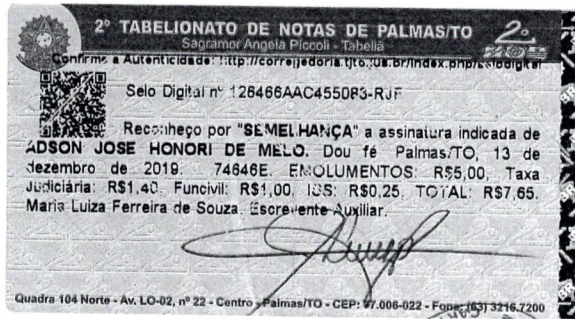 2º TABELIONATO DE NOTAS DE PALMAS/TO
Sagramor Angela Piccoli - Tabeliã
Confirme a Autenticidade: http://corregedoria.tjto.jus.br/index.php/selodigital
Selo Digital nº 126466AAC455083-RJF
Reconheço por "SEMELHANÇA" a assinatura indicada de
ADSON JOSE HONORI DE MELO. Dou fé Palmas/TO, 13 de
dezembro de 2019. 74646E. EMOLUMENTOS: R$5,00, Taxa
Judiciária: R$1,40, Funcivil: R$1,00, ISS: R$0,25, TOTAL: R$7,65.
Maria Luiza Ferreira de Souza. Escrevente Auxiliar.
Quadra 104 Norte - Av. LO-02, nº 22 - Centro - Palmas/TO - CEP: 77.006-022 - Fone: (63) 3216.7200